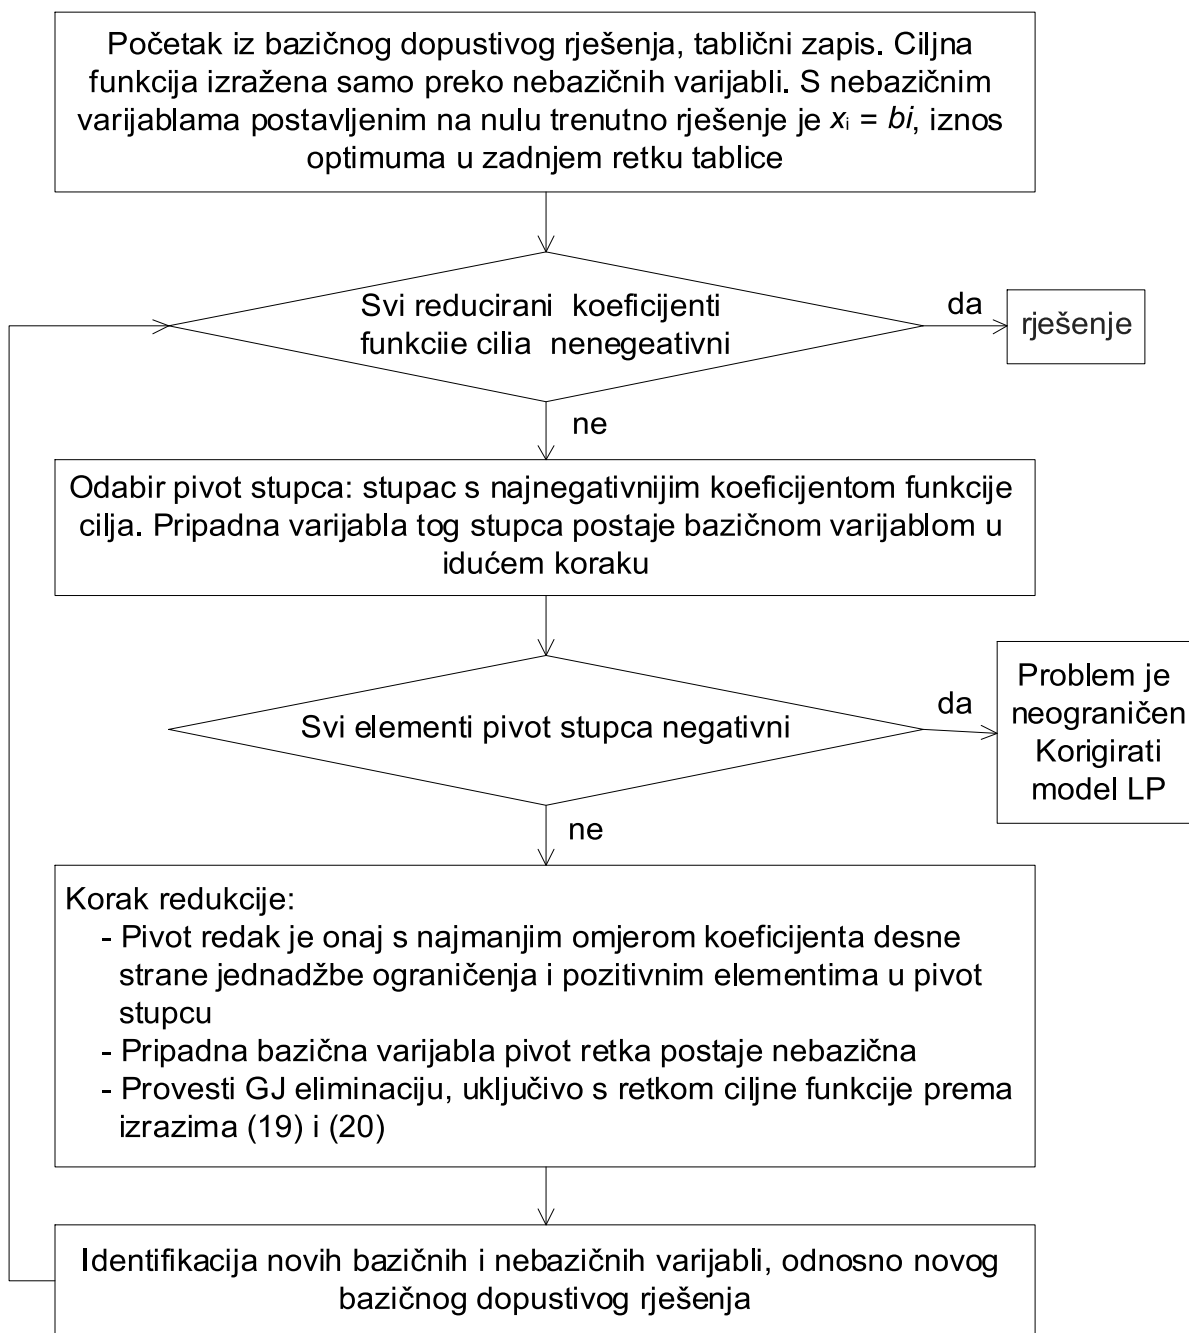 Početak iz bazičnog dopustivog rješenja, tablični zapis. Ciljna
funkcija izražena samo preko nebazičnih varijabli. S nebazičnim
varijablama postavljenim na nulu trenutno rješenje je xi = bi, iznos
optimuma u zadnjem retku tablice
Svi reducirani koeficijenti
funkciie cilia nenegeativni
da
rješenje
ne
Odabir pivot stupca: stupac s najnegativnijim koeficijentom funkcije
cilja. Pripadna varijabla tog stupca postaje bazičnom varijablom u
idućem koraku
Svi elementi pivot stupca negativni
da
Problem je
neograničen
Korigirati
model LP
ne
Korak redukcije:
- Pivot redak je onaj s najmanjim omjerom koeficijenta desne
strane jednadžbe ograničenja i pozitivnim elementima u pivot
stupcu
- Pripadna bazična varijabla pivot retka postaje nebazična
- Provesti GJ eliminaciju, uključivo s retkom ciljne funkcije prema
izrazima (19) i (20)
Identifikacija novih bazičnih i nebazičnih varijabli, odnosno novog
bazičnog dopustivog rješenja